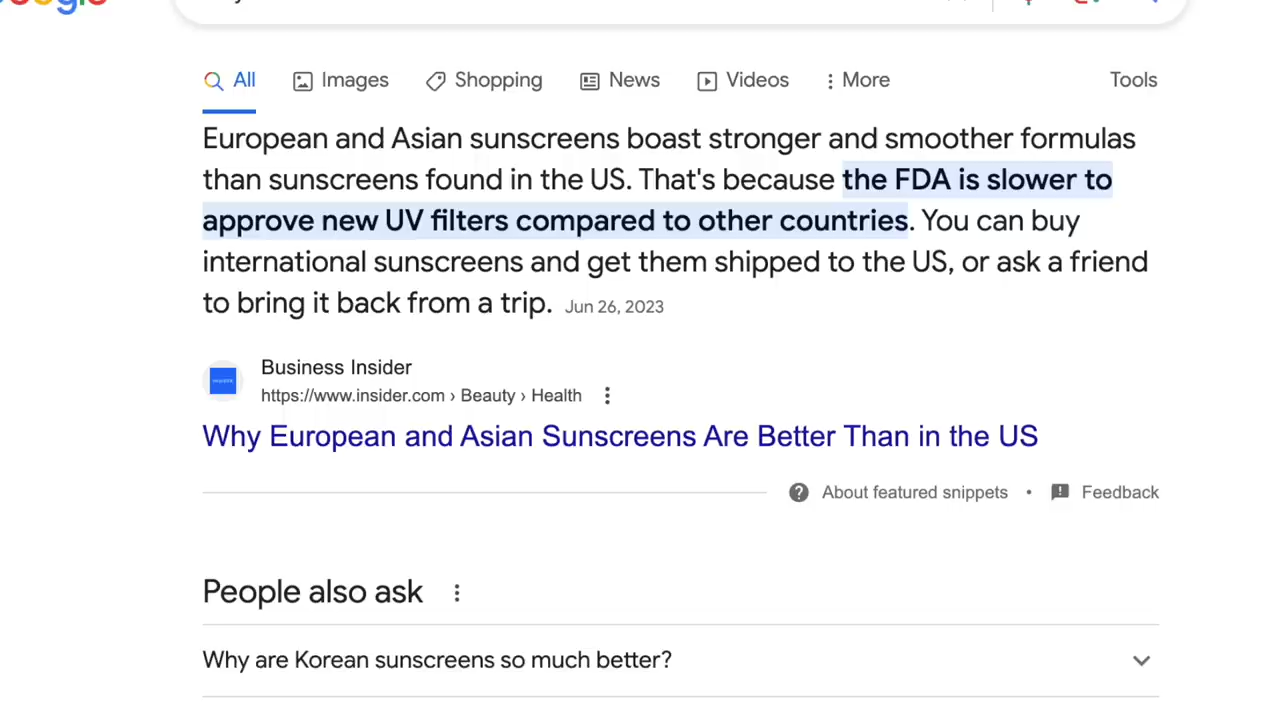 All Images Shopping News Videos More Tools
European and Asian sunscreens boast stronger and smoother formulas
than sunscreens found in the US. That's because the FDA is slower to
approve new UV filters compared to other countries. You can buy
international sunscreens and get them shipped to the US, or ask a friend
to bring it back from a trip. Jun 26, 2023
Business Insider
https://www.insider.com › Beauty › Health
Why European and Asian Sunscreens Are Better Than in the US
About featured snippets • Feedback
People also ask
Why are Korean sunscreens so much better?